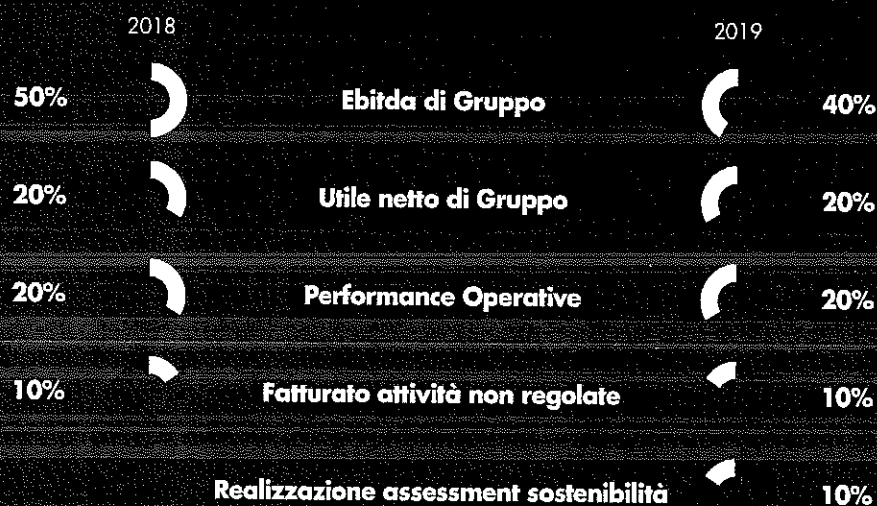 2018 2019
50% Ebitda di Gruppo 40%
20% Utile netto di Gruppo 20%
20% Performance Operative 20%
10% Fatturato attività non regolate 10%
Realizzazione assessment sostenibilità 10%